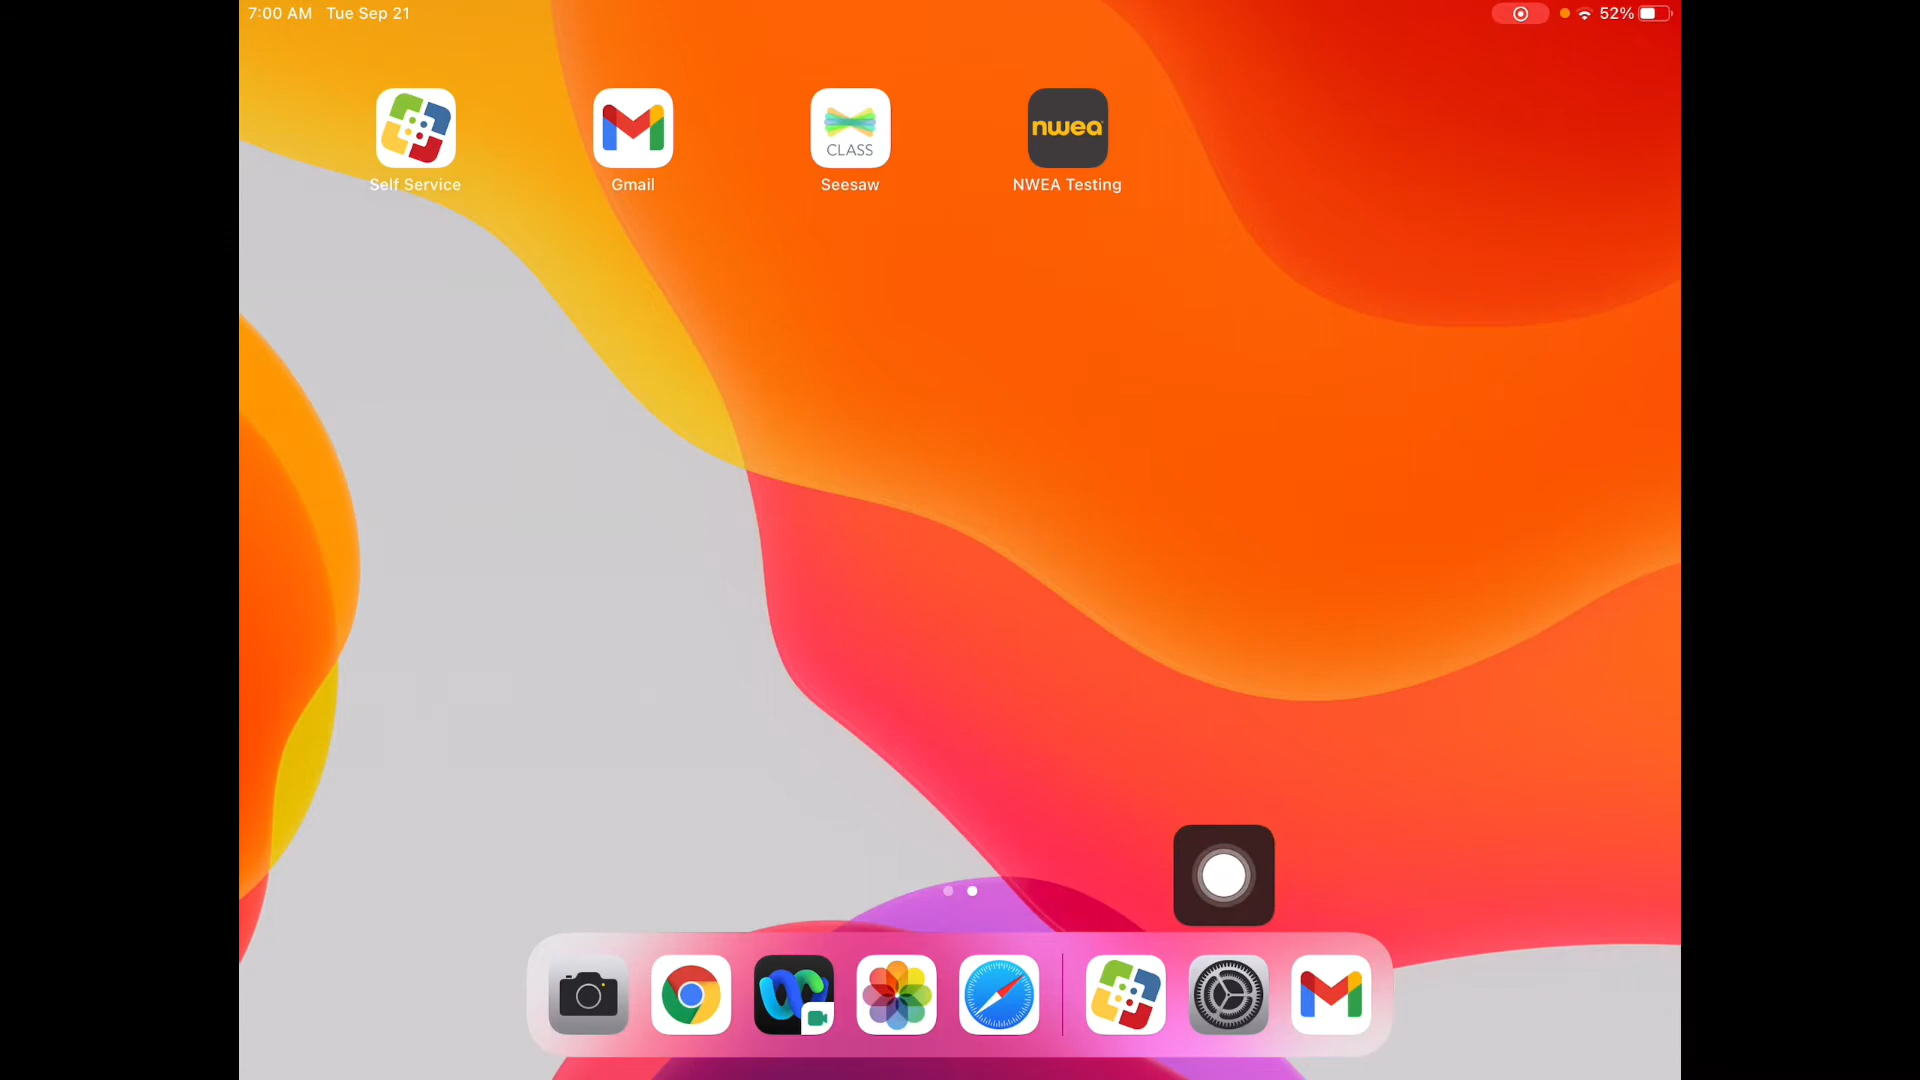 7:00 AM Tue Sep 21
52%
CLASS
nwea
Self Service
Gmail
Seesaw
NWEA Testing